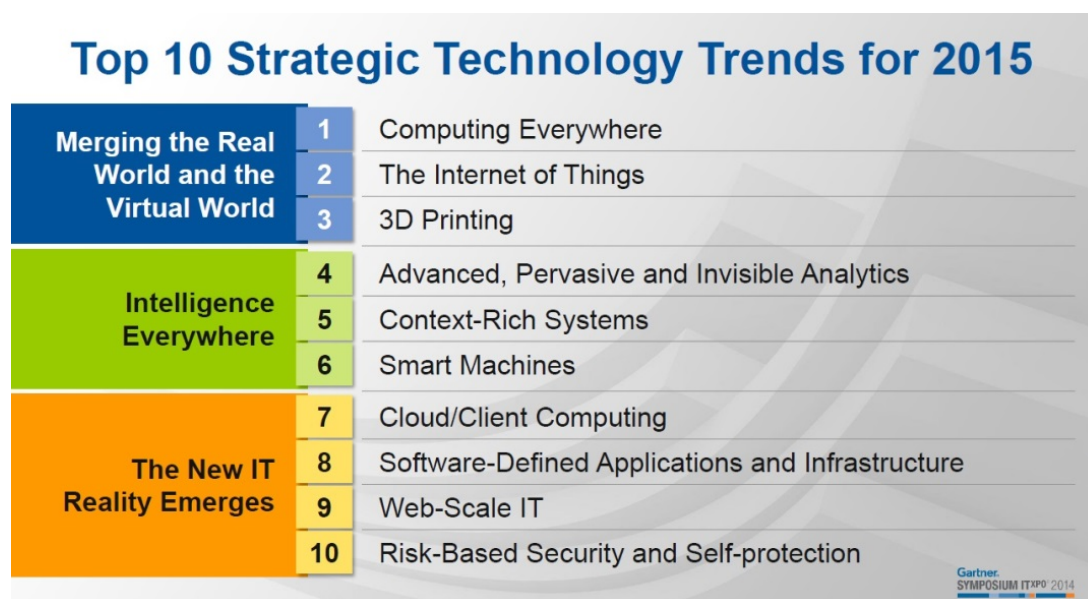 Top 10 Strategic Technology Trends for 2015
Merging the Real
World and the
Virtual World
1 Computing Everywhere
2 The Internet of Things
3 3D Printing
Intelligence
Everywhere
4 Advanced, Pervasive and Invisible Analytics
5 Context-Rich Systems
6 Smart Machines
The New IT
Reality Emerges
7 Cloud/Client Computing
8 Software-Defined Applications and Infrastructure
9 Web-Scale IT
10 Risk-Based Security and Self-protection
Gartner.
SYMPOSIUM ITXPO 2014